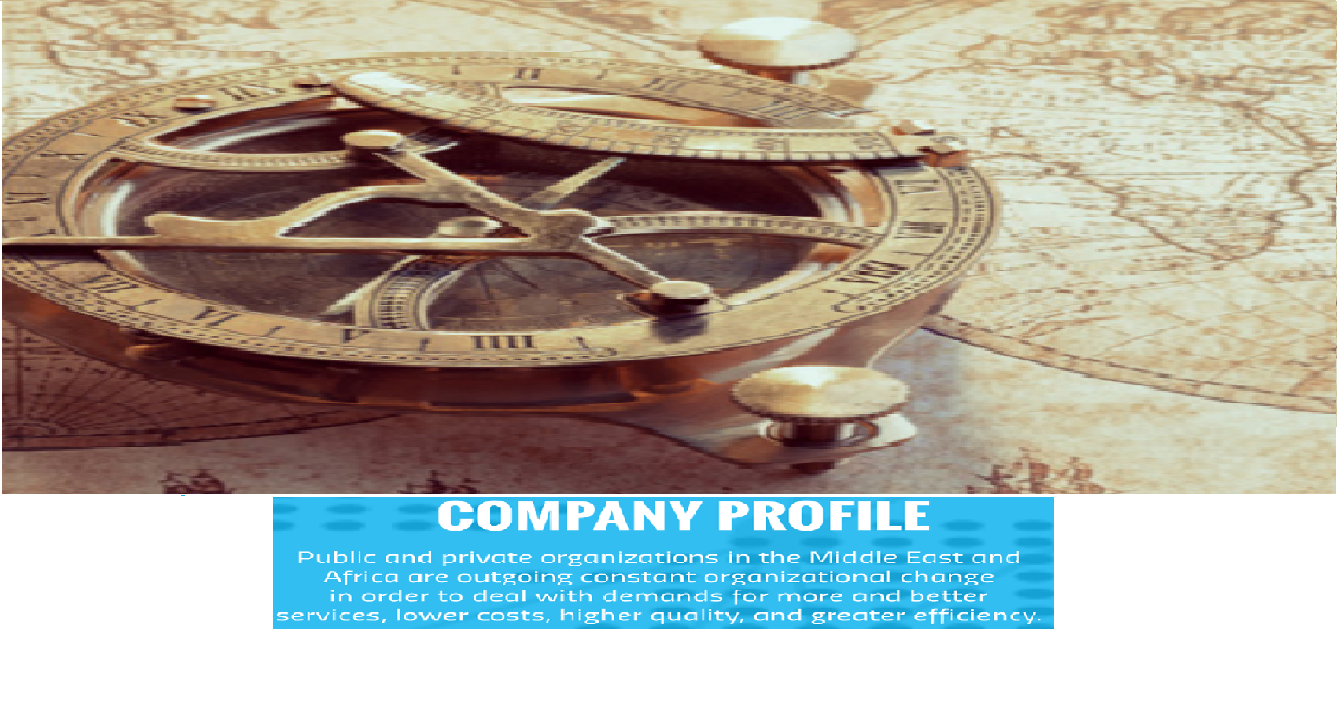 COMPANY PROFILE
Public and private organizations in the Middle East and
Africa are outgoing constant organizational change
in order to deal with demands for more and better
services, lower costs, higher quality, and greater efficiency.